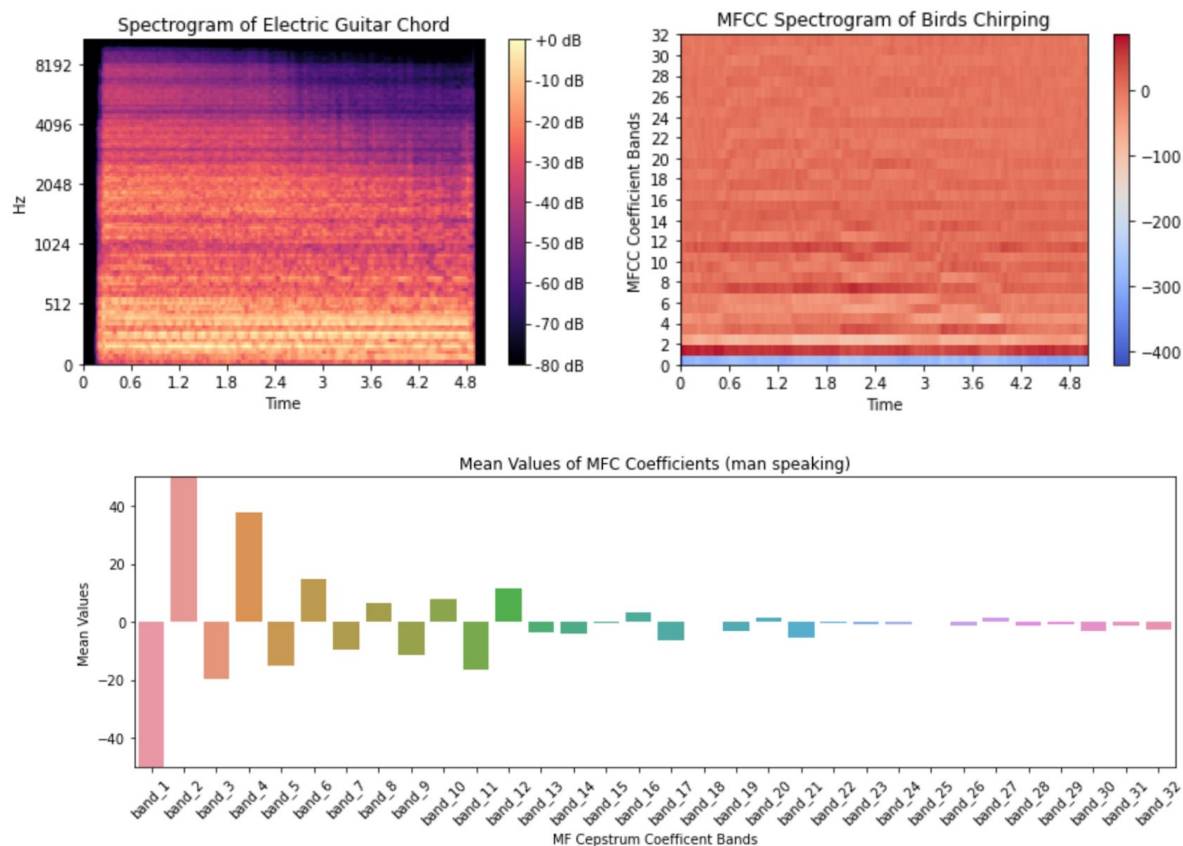 Spectrogram of Electric Guitar Chord
8192
4096
2048
1024
512
0
Hz
0 0.6 1.2 1.8 2.4 3 3.6 4.2 4.8
Time
+0 dB
-10 dB
-20 dB
-30 dB
-40 dB
-50 dB
-60 dB
-70 dB
-80 dB
MFCC Spectrogram of Birds Chirping
32
30
28
26
24
22
20
18
16
14
12
10
8
6
4
2
0
MFCC Coefficient Bands
0 0.6 1.2 1.8 2.4 3 3.6 4.2 4.8
Time
0
−100
−200
−300
−400
Mean Values of MFC Coefficients (man speaking)
40
20
0
−20
−40
Mean Values
band_1 band_2 band_3 band_4 band_5 band_6 band_7 band_8 band_9 band_10 band_11 band_12 band_13 band_14 band_15 band_16 band_17 band_18 band_19 band_20 band_21 band_22 band_23 band_24 band_25 band_26 band_27 band_28 band_29 band_30 band_31 band_32
MF Cepstrum Coefficent Bands